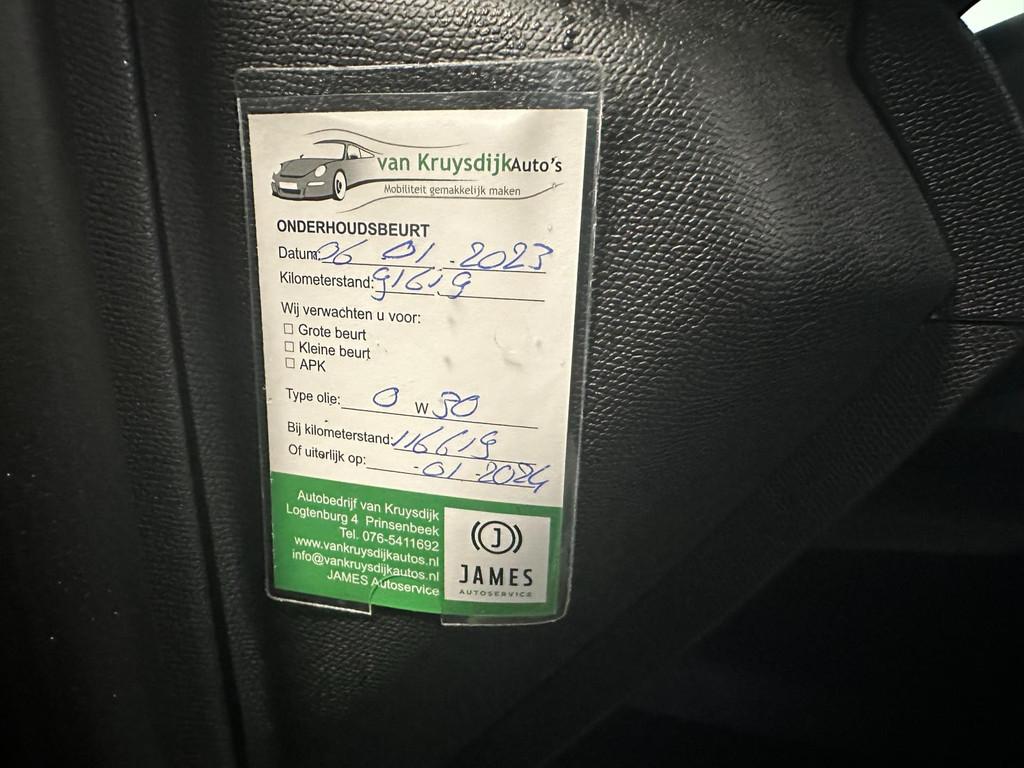 van KruysdijkAuto's
Mobiliteit gemakkelijk maken
ONDERHOUDSBEURT
Datum: 06 01 - 2023
Kilometerstand: 91619
Wij verwachten u voor:
☐ Grote beurt
☐ Kleine beurt
☐ APK
Type olie: 0 W 30
Bij kilometerstand: 116619
Of uiterlijk op: -01 -2024
Autobedrijf van Kruysdijk
Logtenburg 4 Prinsenbeek
Tel. 076-5411692
www.vankruysdijkautos.nl
info@vankruysdijkautos.nl
JAMES Autoservice
J
JAMES
AUTOSERVICE